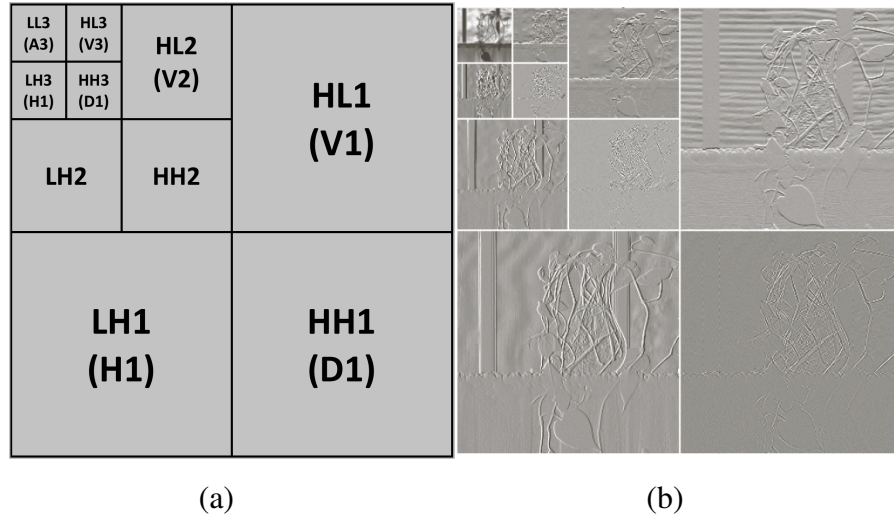 LL3
(A3)
HL3
(V3)
LH3
(H1)
HH3
(D1)
HL2
(V2)
HL1
(V1)
LH2
HH2
LH1
(H1)
HH1
(D1)
(a)
(b)